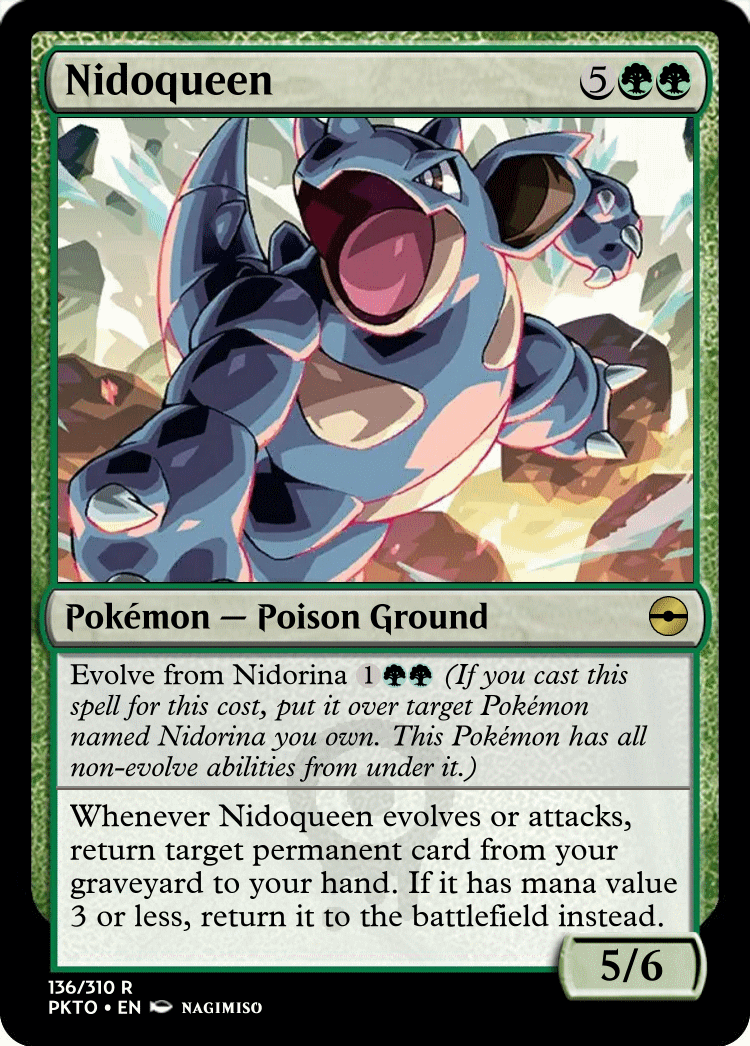 Nidoqueen 5
Pokémon — Poison Ground
Evolve from Nidorina 1 (If you cast this
spell for this cost, put it over target Pokémon
named Nidorina you own. This Pokémon has all
non-evolve abilities from under it.)
Whenever Nidoqueen evolves or attacks,
return target permanent card from your
graveyard to your hand. If it has mana value
3 or less, return it to the battlefield instead.
5/6
136/310 R
PKTO • EN NAGIMISO